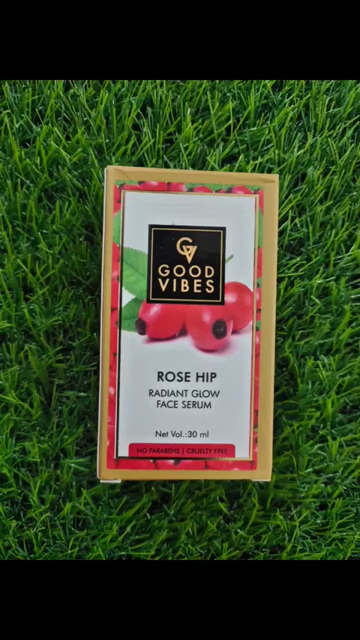 GV
GOOD
VIBES
ROSE HIP
RADIANT GLOW
FACE SERUM
Net Vol.:30 ml
NO PARABENS | CRUELTY FREE